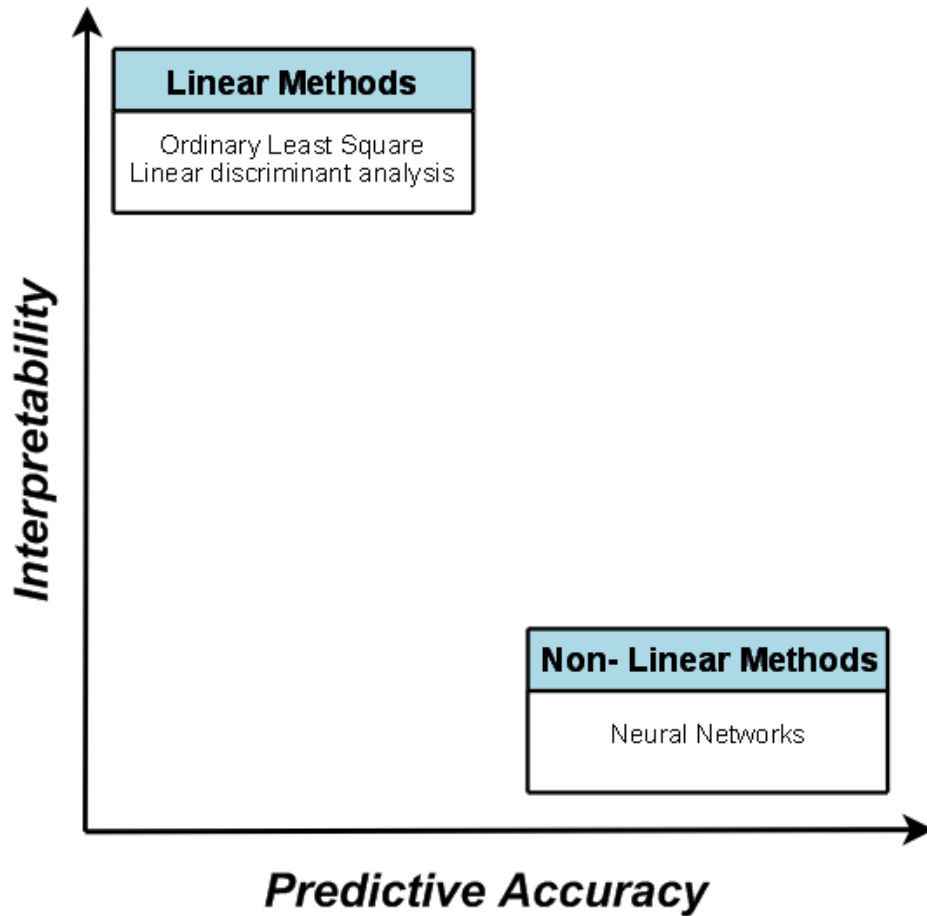 Linear Methods
Ordinary Least Square
Linear discriminant analysis
Interpretability
Non- Linear Methods
Neural Networks
Predictive Accuracy